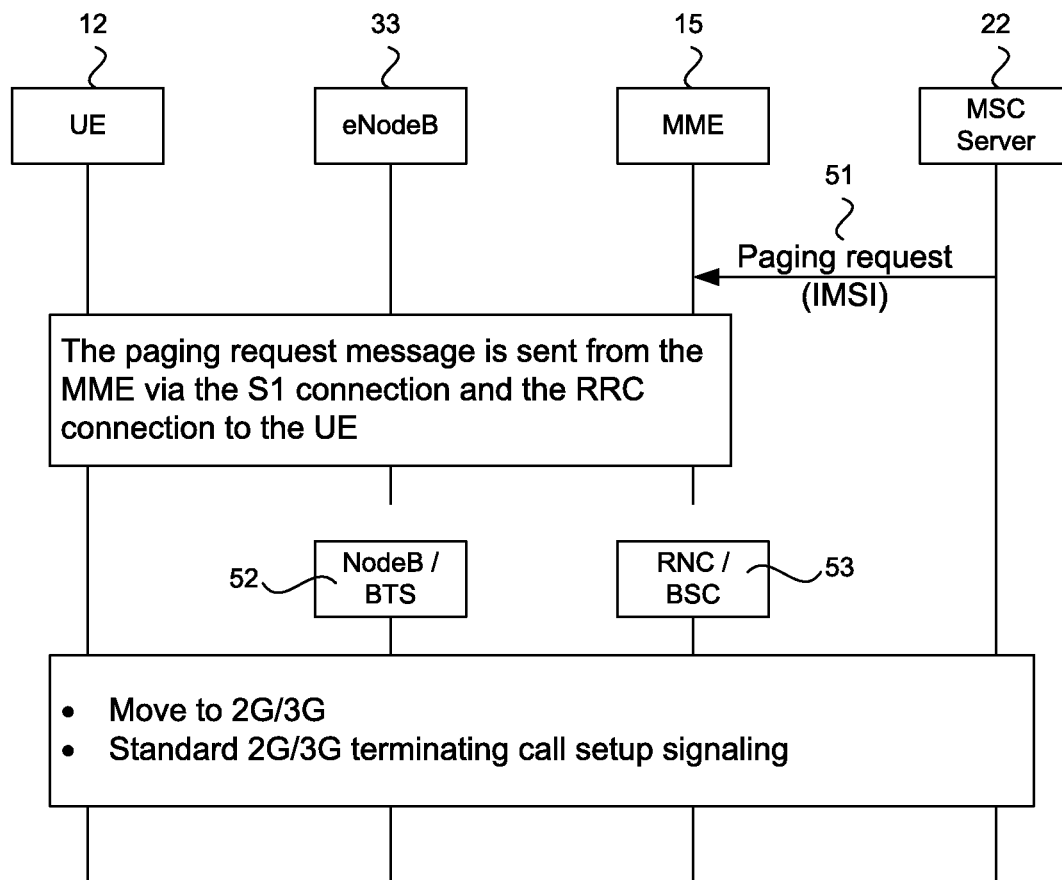 12
33
15
22
UE
eNodeB
MME
MSC
Server
51
Paging request
(IMSI)
The paging request message is sent from the
MME via the S1 connection and the RRC
connection to the UE
52
NodeB /
BTS
RNC /
BSC
53
• Move to 2G/3G
• Standard 2G/3G terminating call setup signaling